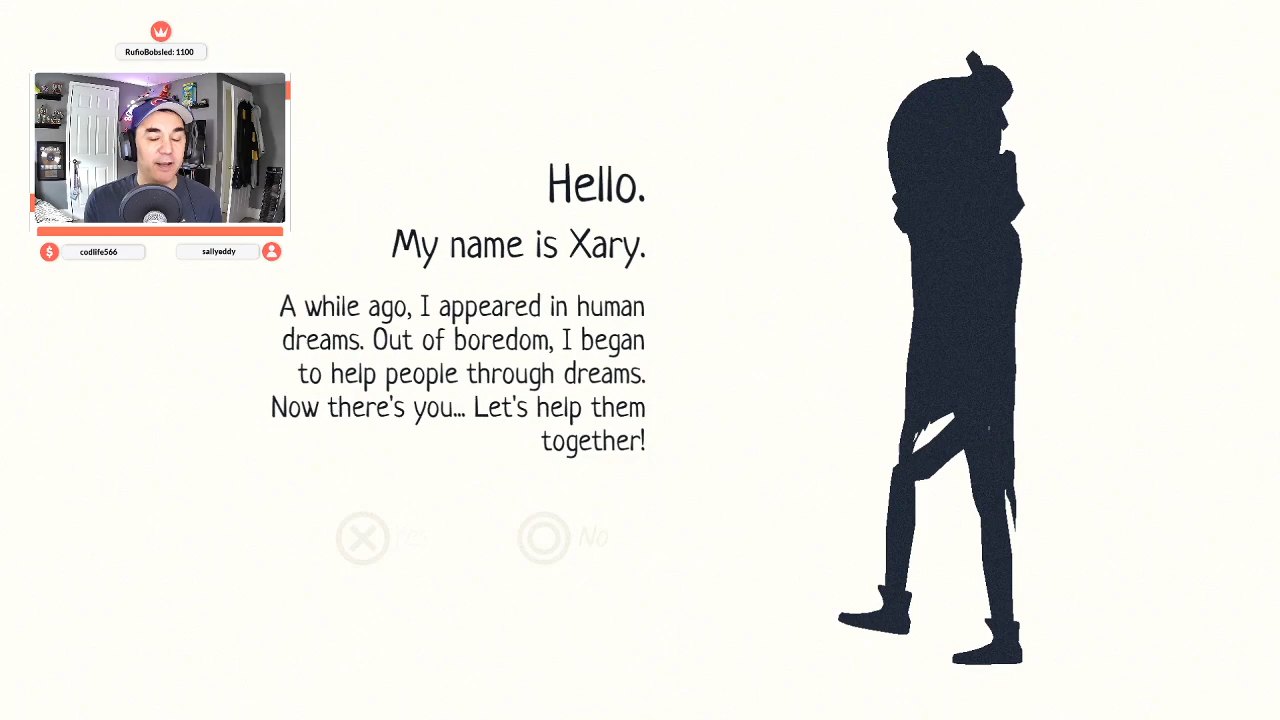 RufioBobsled: 1100
codlife566
sallyeddy
Hello.
My name is Xary.
A while ago, I appeared in human
dreams. Out of boredom, I began
to help people through dreams.
Now there's you... Let's help them
together!
Yes
No